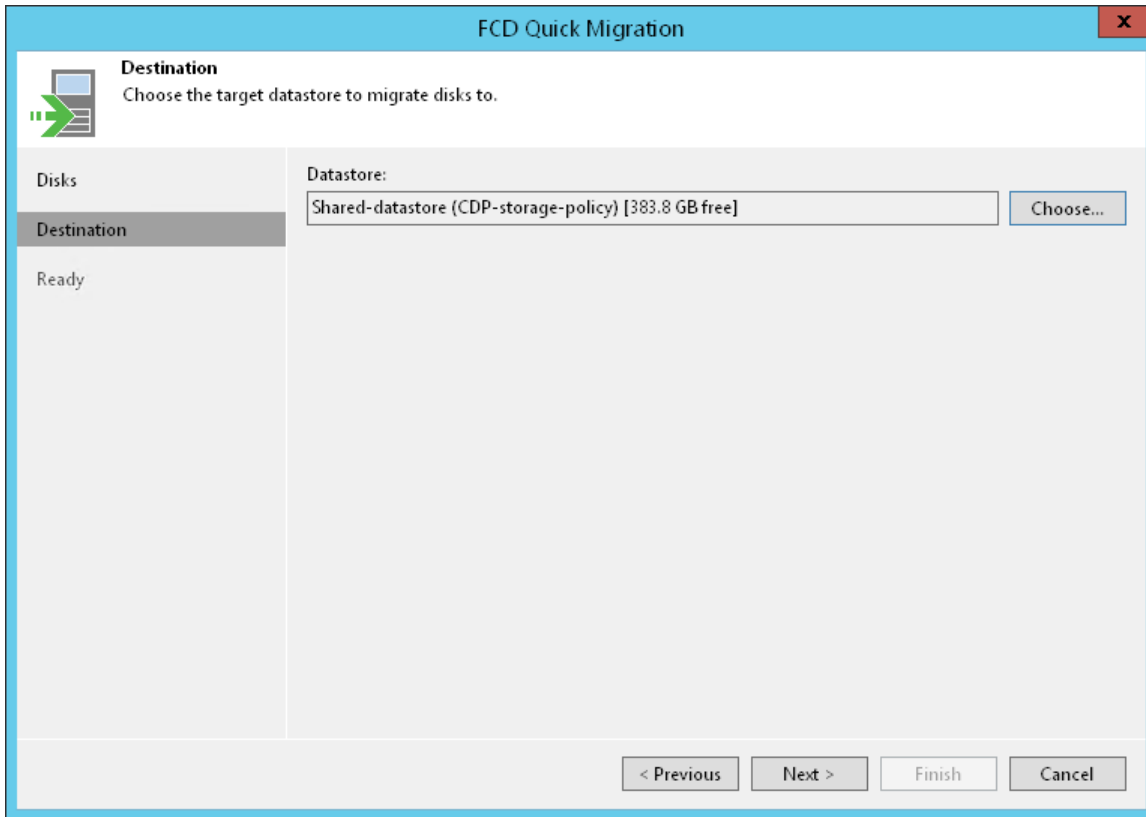 FCD Quick Migration
x
Destination
Choose the target datastore to migrate disks to.
Disks
Destination
Ready
Datastore:
Shared-datastore (CDP-storage-policy) [383.8 GB free]
Choose...
< Previous
Next >
Finish
Cancel